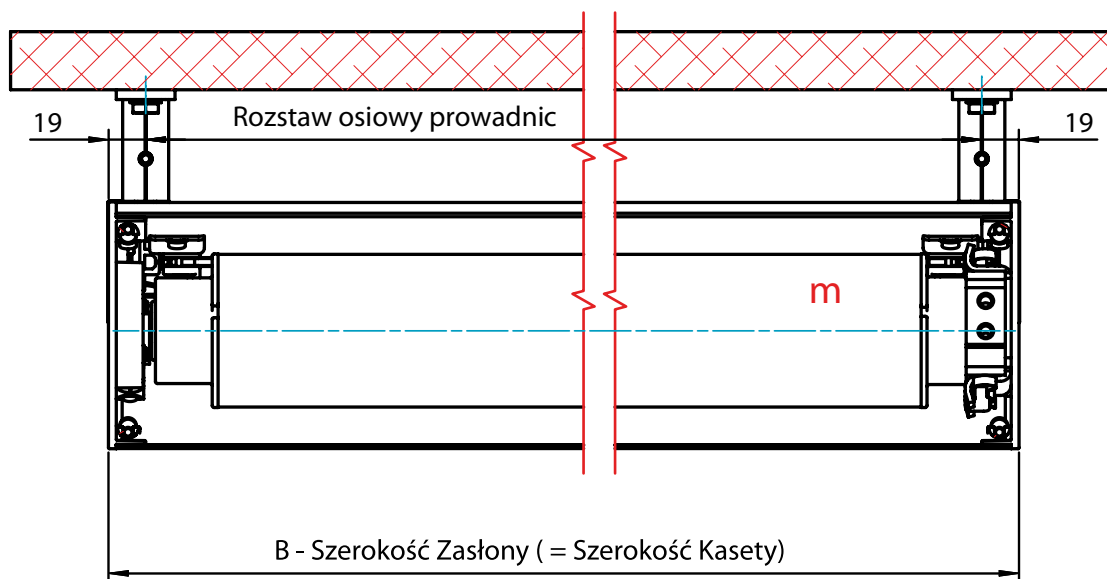 19
Rozstaw osiowy prowadnic
19
m
B - Szerokość Zasłony ( = Szerokość Kasety)